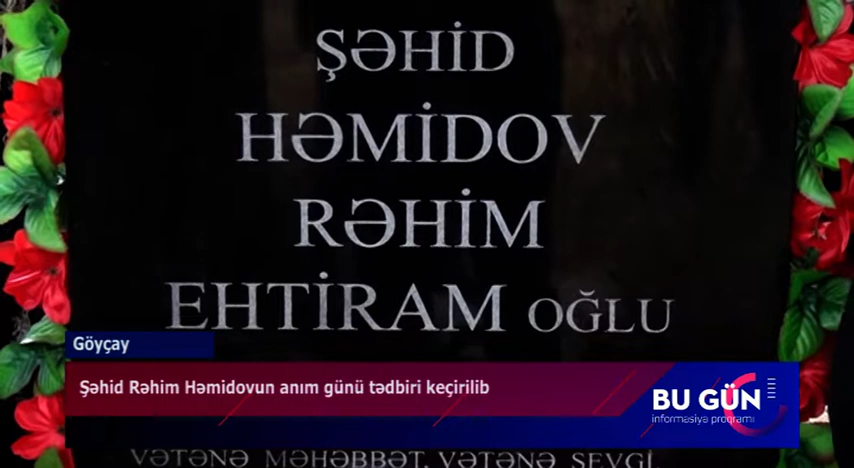 ŞƏHİD
HƏMİDOV
RƏHİM
EHTİRAM OĞLU
Göyçay
Şəhid Rəhim Həmidovun anım günü tədbiri keçirilib
BU GÜN
informasiya proqramı
VƏTƏNƏ MƏHƏBBƏT, VƏTƏNƏ SEVGİ